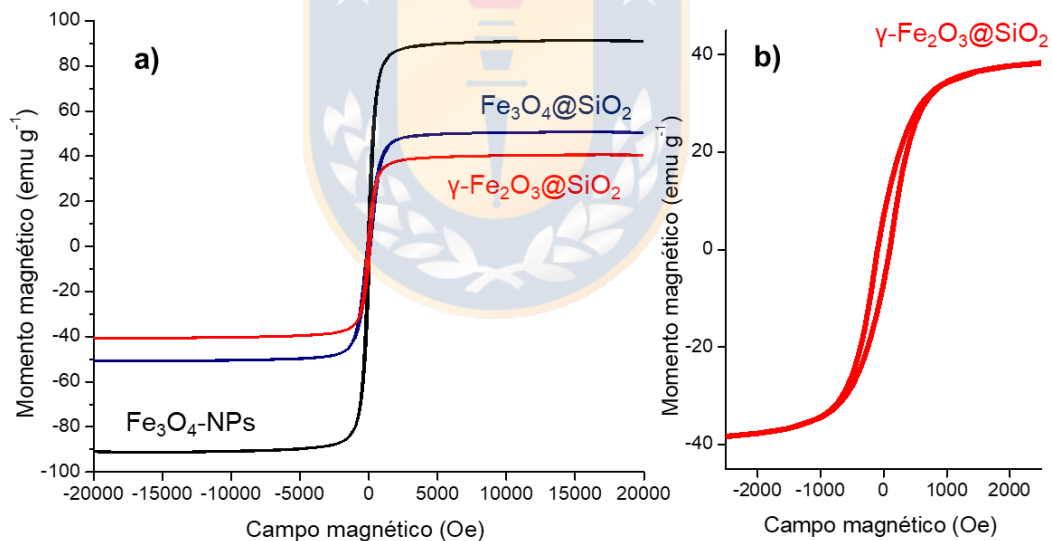 a)
Momento magnético (emu g⁻¹)
100
80
60
40
20
0
-20
-40
-60
-80
-100
Fe₃O₄@SiO₂
γ-Fe₂O₃@SiO₂
Fe₃O₄-NPs
-20000 -15000 -10000 -5000 0 5000 10000 15000 20000
Campo magnético (Oe)
b)
γ-Fe₂O₃@SiO₂
Momento magnético (emu g⁻¹)
40
20
0
-20
-40
-2000 -1000 0 1000 2000
Campo magnético (Oe)